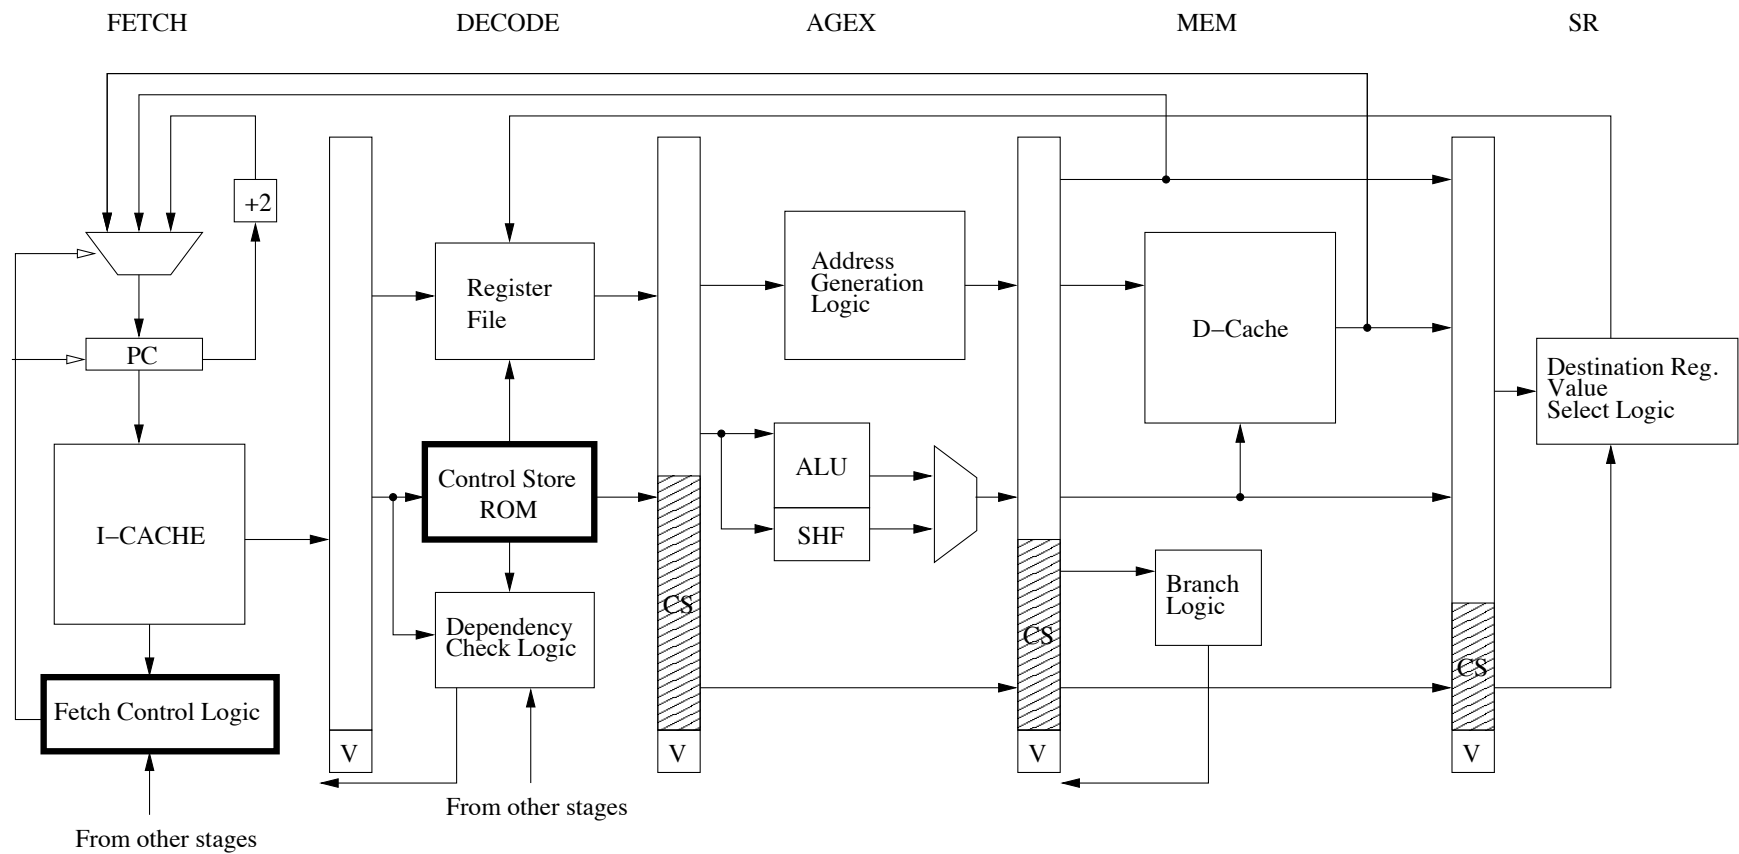 FETCH
DECODE
AGEX
MEM
SR
+2
PC
I–CACHE
Fetch Control Logic
From other stages
V
Register
File
Control Store
ROM
Dependency
Check Logic
From other stages
CS
V
Address
Generation
Logic
ALU
SHF
CS
V
D–Cache
Branch
Logic
CS
V
Destination Reg.
Value
Select Logic